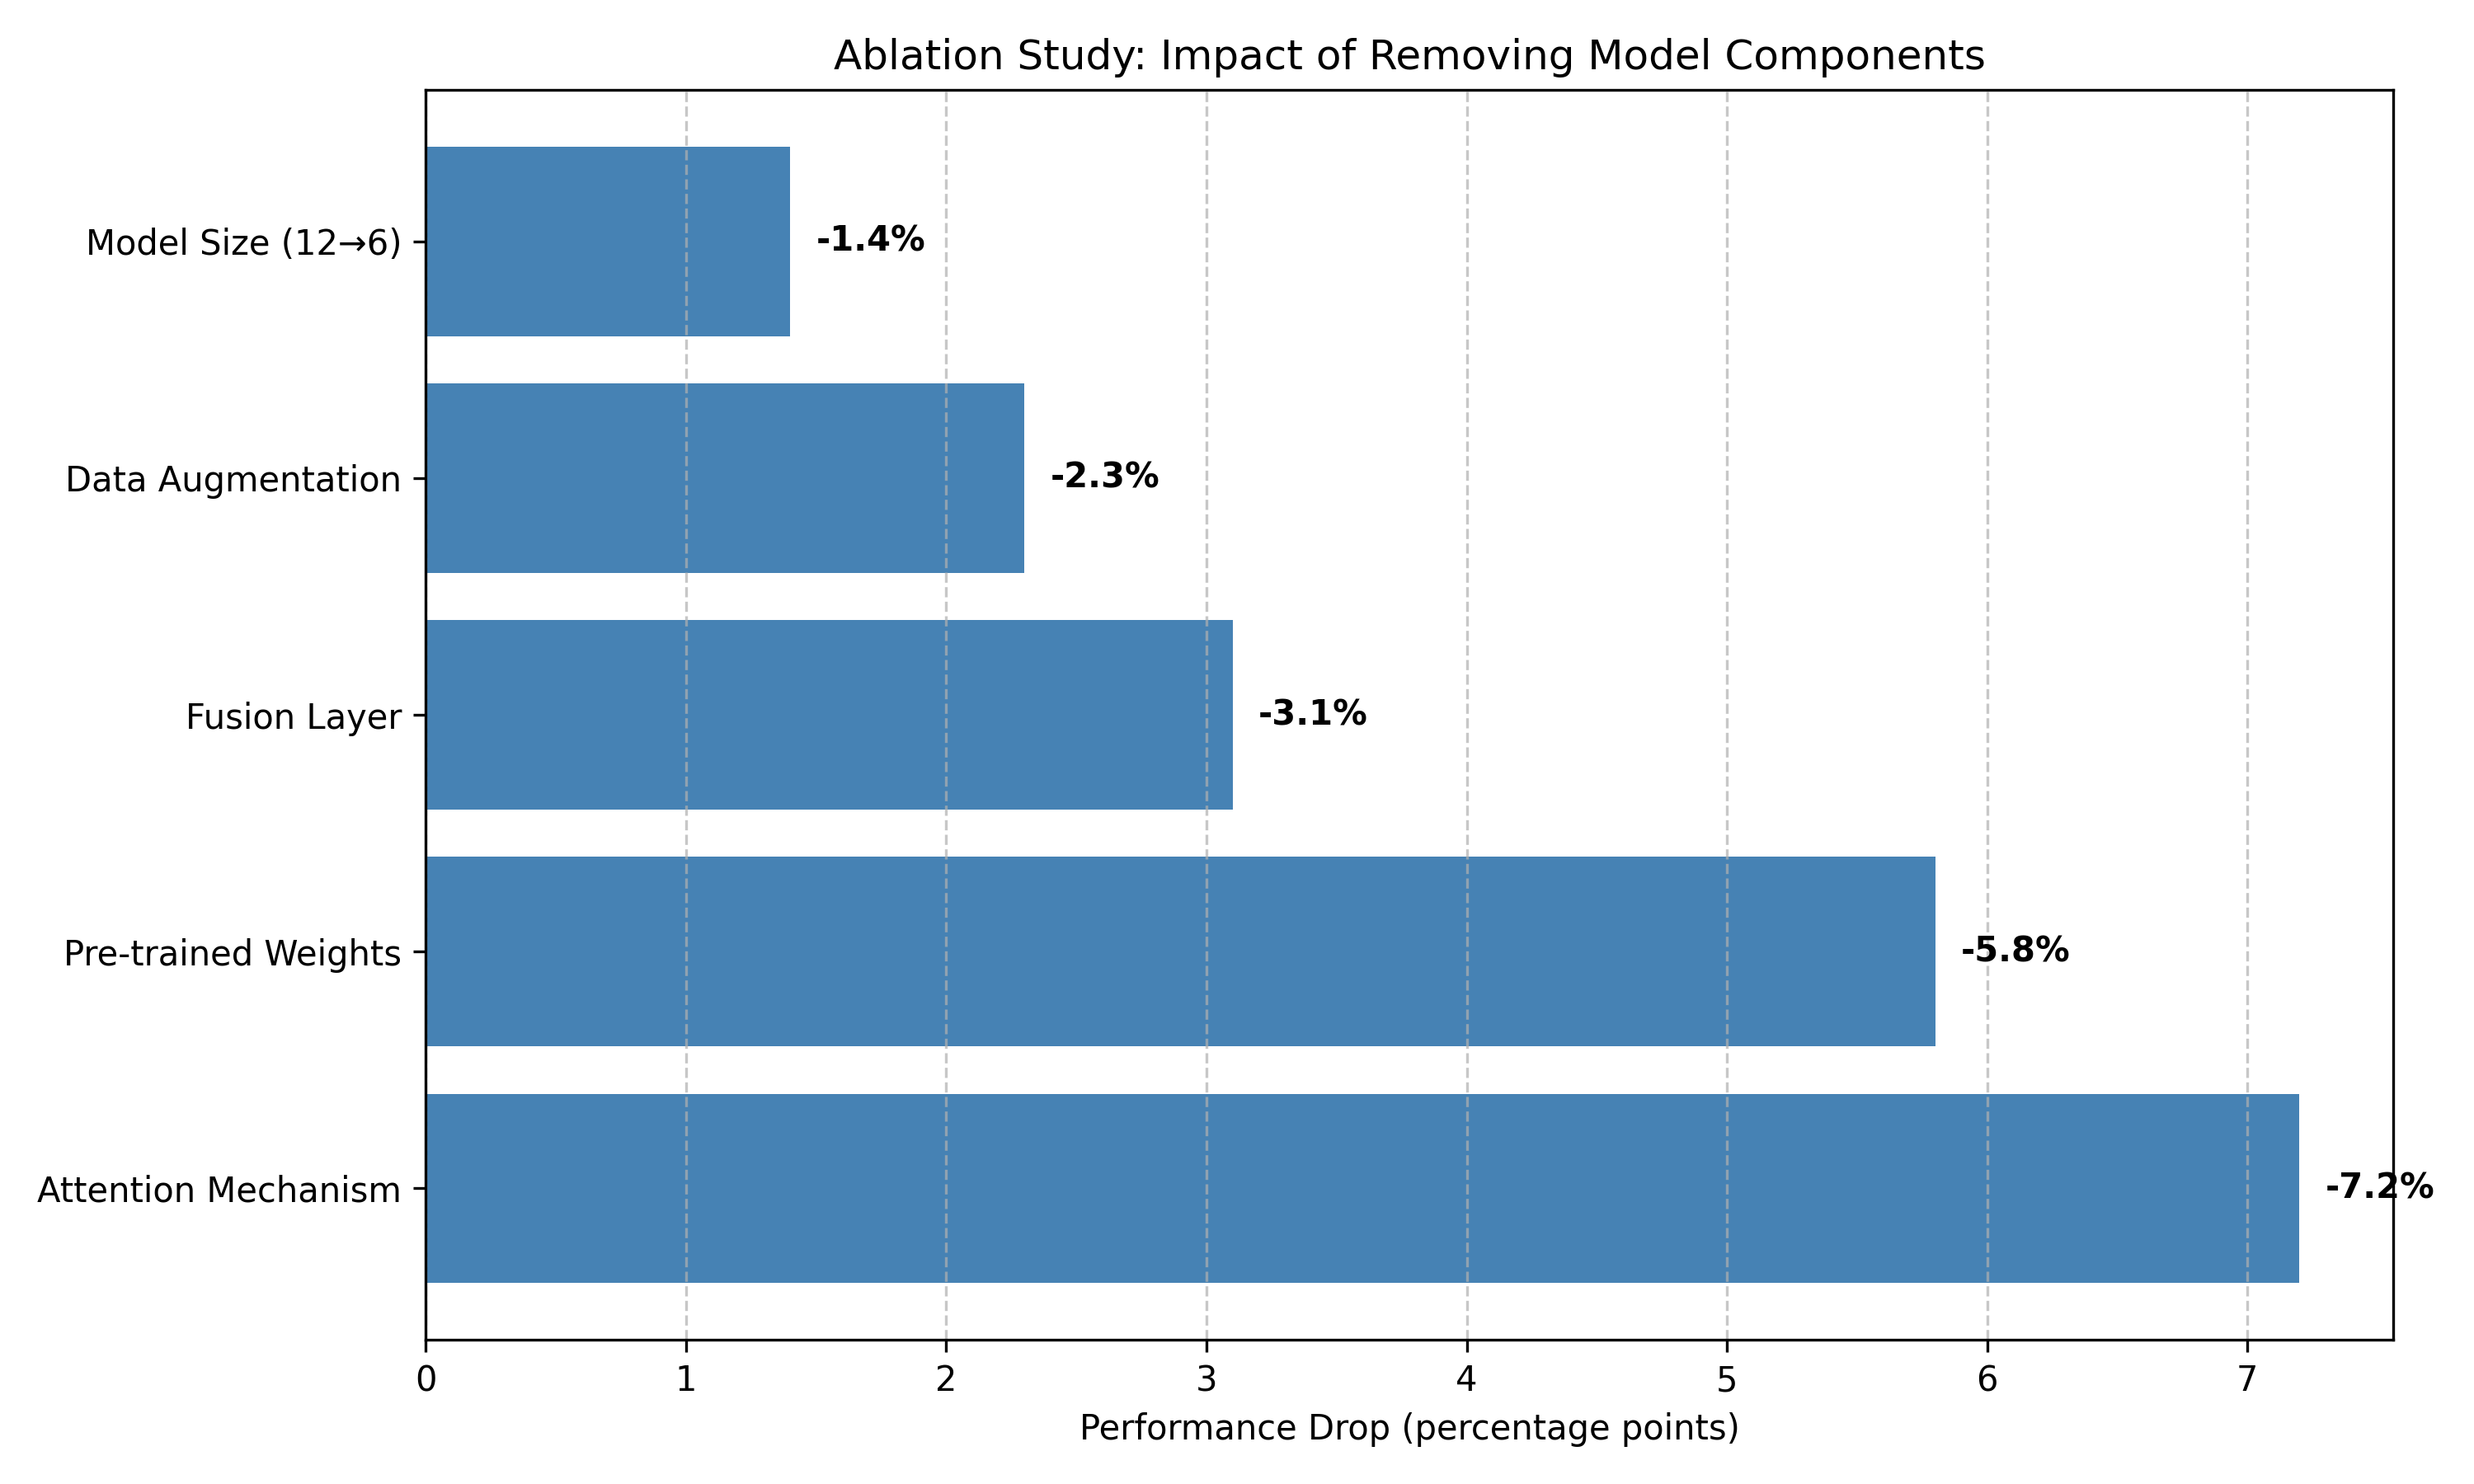 Ablation Study: Impact of Removing Model Components
Model Size (12→6)
-1.4%
Data Augmentation
-2.3%
Fusion Layer
-3.1%
Pre-trained Weights
-5.8%
Attention Mechanism
-7.2%
0 1 2 3 4 5 6 7
Performance Drop (percentage points)